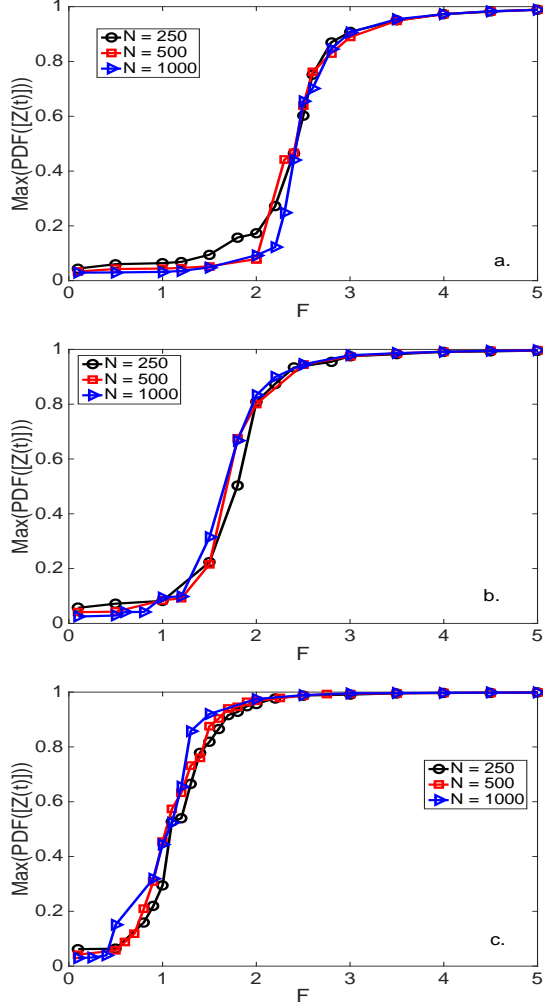 1
0.8
0.6
0.4
0.2
0
Max(PDF([Z(t)]))
N = 250
N = 500
N = 1000
a.
0 1 2 3 4 5
F
1
0.8
0.6
0.4
0.2
0
Max(PDF([Z(t)]))
N = 250
N = 500
N = 1000
b.
0 1 2 3 4 5
F
1
0.8
0.6
0.4
0.2
0
Max(PDF([Z(t)]))
N = 250
N = 500
N = 1000
c.
0 1 2 3 4 5
F